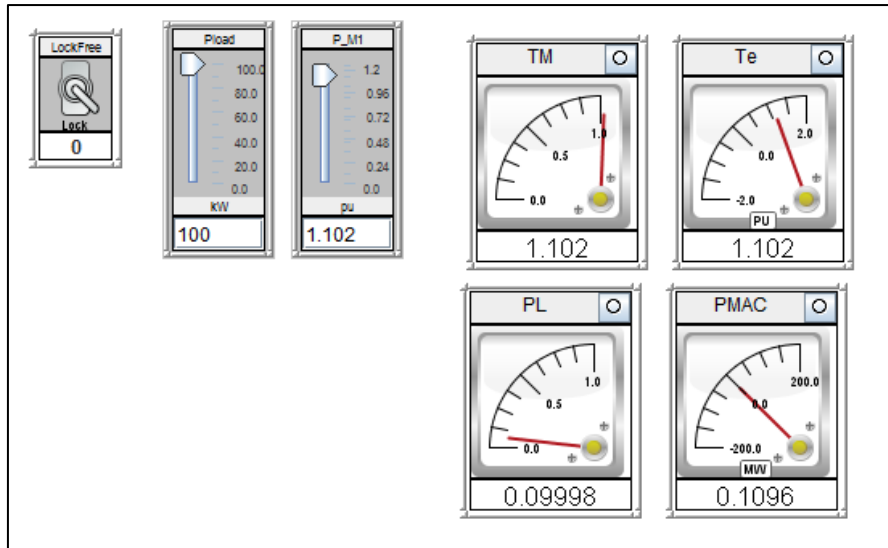 LockFree
Lock
0
Pload
100.0
80.0
60.0
40.0
20.0
0.0
kW
100
P_M1
1.2
0.96
0.72
0.48
0.24
0.0
pu
1.102
TM
1.0
0.5
0.0
1.102
Te
2.0
0.0
-2.0
PU
1.102
PL
1.0
0.5
0.0
0.09998
PMAC
200.0
0.0
-200.0
MW
0.1096